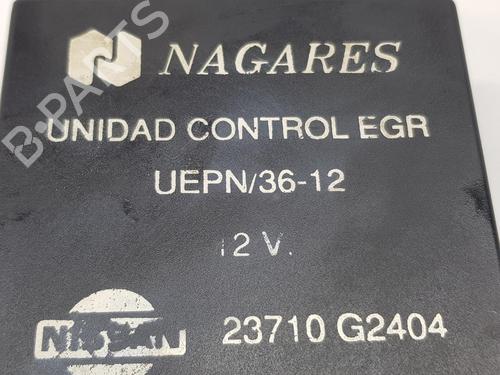 NAGARES
UNIDAD CONTROL EGR
UEPN/36-12
12 V.
NISSAN 23710 G2404
B-PARTS